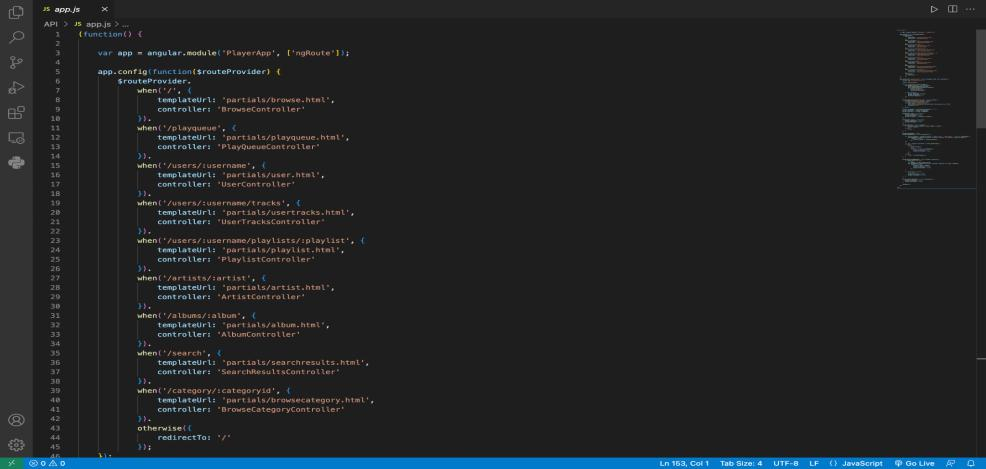 JS app.js ×
API > JS app.js > ...
1 (function() {
2
3 var app = angular.module('PlayerApp', ['ngRoute']);
4
5 app.config(function($routeProvider) {
6 $routeProvider.
7 when('/', {
8 templateUrl: 'partials/browse.html',
9 controller: 'BrowseController'
10 }).
11 when('/playqueue', {
12 templateUrl: 'partials/playqueue.html',
13 controller: 'PlayQueueController'
14 }).
15 when('/users/:username', {
16 templateUrl: 'partials/user.html',
17 controller: 'UserController'
18 }).
19 when('/users/:username/tracks', {
20 templateUrl: 'partials/usertracks.html',
21 controller: 'UserTracksController'
22 }).
23 when('/users/:username/playlists/:playlist', {
24 templateUrl: 'partials/playlist.html',
25 controller: 'PlaylistController'
26 }).
27 when('/artists/:artist', {
28 templateUrl: 'partials/artist.html',
29 controller: 'ArtistController'
30 }).
31 when('/albums/:album', {
32 templateUrl: 'partials/album.html',
33 controller: 'AlbumController'
34 }).
35 when('/search', {
36 templateUrl: 'partials/searchresults.html',
37 controller: 'SearchResultsController'
38 }).
39 when('/category/:categoryid', {
40 templateUrl: 'partials/browsecategory.html',
41 controller: 'BrowseCategoryController'
42 }).
43 otherwise({
44 redirectTo: '/'
45 });
46 });
0 0 Ln 153, Col 1 Tab Size: 4 UTF-8 LF {} JavaScript Go Live